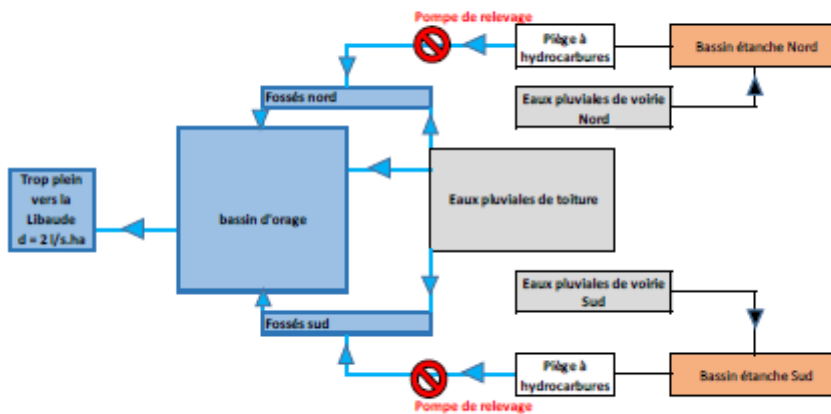 Pompe de relevage
Piège à
hydrocarbures
Bassin étanche Nord
Fossés nord
Eaux pluviales de voirie
Nord
Trop plein
vers la
Libaude
d = 2 l/s.ha
bassin d'orage
Eaux pluviales de toiture
Eaux pluviales de voirie
Sud
Fossés sud
Piège à
hydrocarbures
Bassin étanche Sud
Pompe de relevage